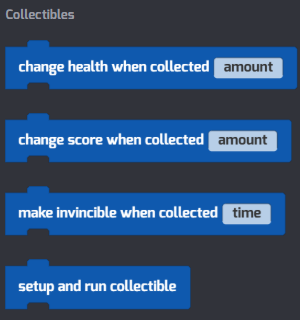 Collectibles
change health when collected amount
change score when collected amount
make invincible when collected time
setup and run collectible